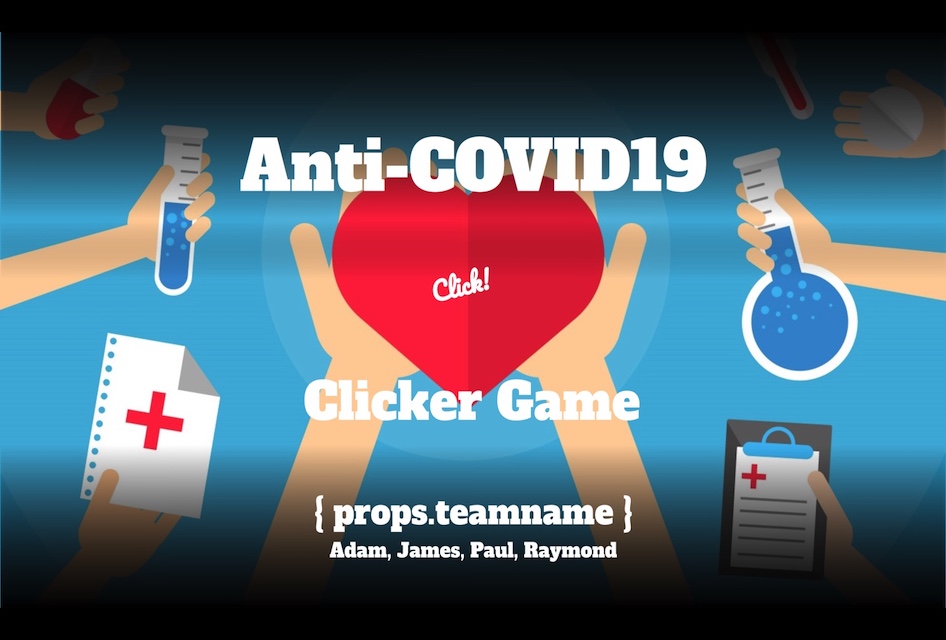 Anti-COVID19
Click!
Clicker Game
{ props.teamname }
Adam, James, Paul, Raymond